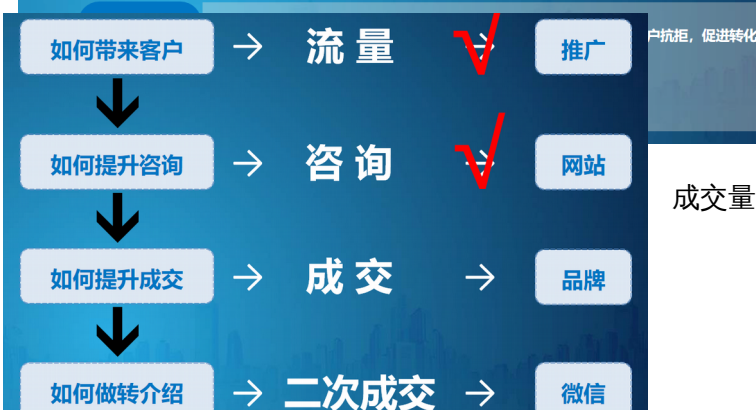 户抗拒，促进转化
如何带来客户 → 流量 → 推广
如何提升咨询 → 咨询 → 网站
成交量
如何提升成交 → 成交 → 品牌
如何做转介绍 → 二次成交 → 微信